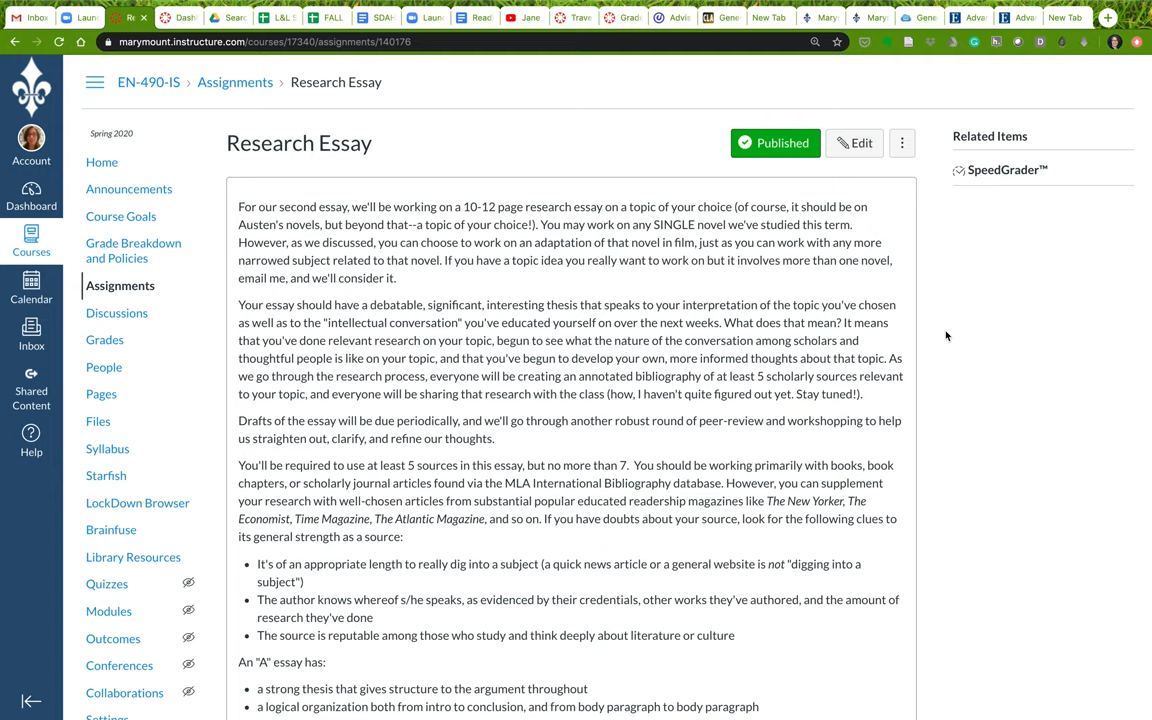 Inbox
Laun
Re
Dash
Sear
L&L S
FALL
SDA
Laun
Read
Jane
Trave
Grad
Advis
Gene
New Tab
Mary
Mary
Gene
Adva
Adva
New Tab
marymount.instructure.com/courses/17340/assignments/140176
EN-490-IS › Assignments › Research Essay
Account
Dashboard
Courses
Calendar
Inbox
Shared
Content
Help
Spring 2020
Home
Announcements
Course Goals
Grade Breakdown
and Policies
Assignments
Discussions
Grades
People
Pages
Files
Syllabus
Starfish
LockDown Browser
Brainfuse
Library Resources
Quizzes
Modules
Outcomes
Conferences
Collaborations
Settings
Research Essay
Published
Edit
For our second essay, we'll be working on a 10-12 page research essay on a topic of your choice (of course, it should be on
Austen's novels, but beyond that--a topic of your choice!). You may work on any SINGLE novel we've studied this term.
However, as we discussed, you can choose to work on an adaptation of that novel in film, just as you can work with any more
narrowed subject related to that novel. If you have a topic idea you really want to work on but it involves more than one novel,
email me, and we'll consider it.
Your essay should have a debatable, significant, interesting thesis that speaks to your interpretation of the topic you've chosen
as well as to the "intellectual conversation" you've educated yourself on over the next weeks. What does that mean? It means
that you've done relevant research on your topic, begun to see what the nature of the conversation among scholars and
thoughtful people is like on your topic, and that you've begun to develop your own, more informed thoughts about that topic. As
we go through the research process, everyone will be creating an annotated bibliography of at least 5 scholarly sources relevant
to your topic, and everyone will be sharing that research with the class (how, I haven't quite figured out yet. Stay tuned!).
Drafts of the essay will be due periodically, and we'll go through another robust round of peer-review and workshopping to help
us straighten out, clarify, and refine our thoughts.
You'll be required to use at least 5 sources in this essay, but no more than 7. You should be working primarily with books, book
chapters, or scholarly journal articles found via the MLA International Bibliography database. However, you can supplement
your research with well-chosen articles from substantial popular educated readership magazines like The New Yorker, The
Economist, Time Magazine, The Atlantic Magazine, and so on. If you have doubts about your source, look for the following clues to
its general strength as a source:
• It's of an appropriate length to really dig into a subject (a quick news article or a general website is not "digging into a
subject")
• The author knows whereof s/he speaks, as evidenced by their credentials, other works they've authored, and the amount of
research they've done
• The source is reputable among those who study and think deeply about literature or culture
An "A" essay has:
• a strong thesis that gives structure to the argument throughout
• a logical organization both from intro to conclusion, and from body paragraph to body paragraph
Related Items
SpeedGrader™